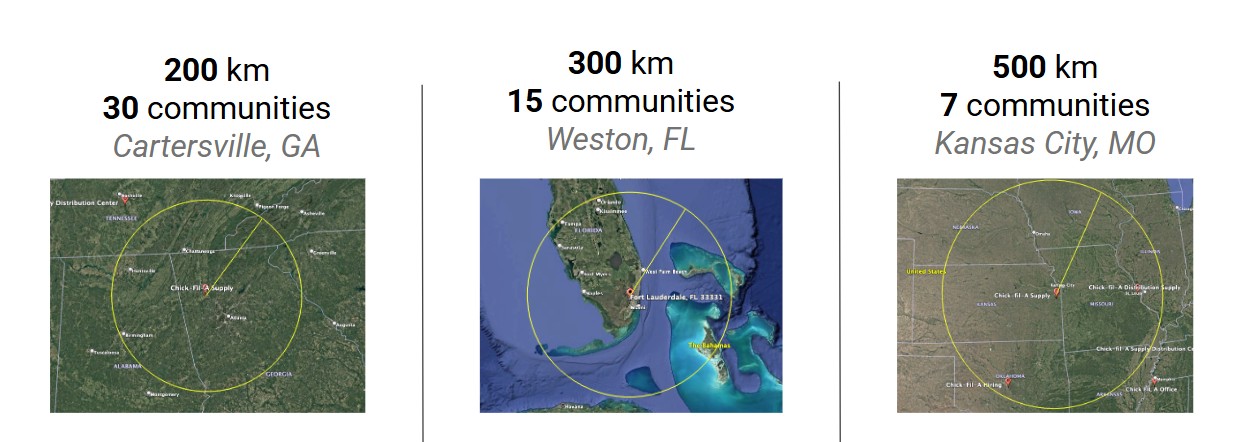 200 km
30 communities
Cartersville, GA
300 km
15 communities
Weston, FL
500 km
7 communities
Kansas City, MO
Knoxville
y Distribution Center
Pigeon Forge
Asheville
TENNESSEE
Chattanooga
Greenville
Huntsville
Chick-fil-A Supply
Atlanta
Augusta
Birmingham
Tuscaloosa
ALABAMA
GEORGIA
Montgomery
Orlando
Kissimmee
Tampa
FLORIDA
Sarasota
West Palm Beach
Fort Myers
Naples
Fort Lauderdale, FL 33331
Miami
The Bahamas
Havana
IOWA
NEBRASKA
Omaha
ILLINOIS
United States
Kansas City
Chick-fil-A Distribution Supply
Chick-fil-A Supply
St. Louis
KANSAS
MISSOURI
Chick-fil-A Supply Distribution Ce
OKLAHOMA
Chick-fil-A Hiring
Memphis
Chick fil A Office
ARKANSAS